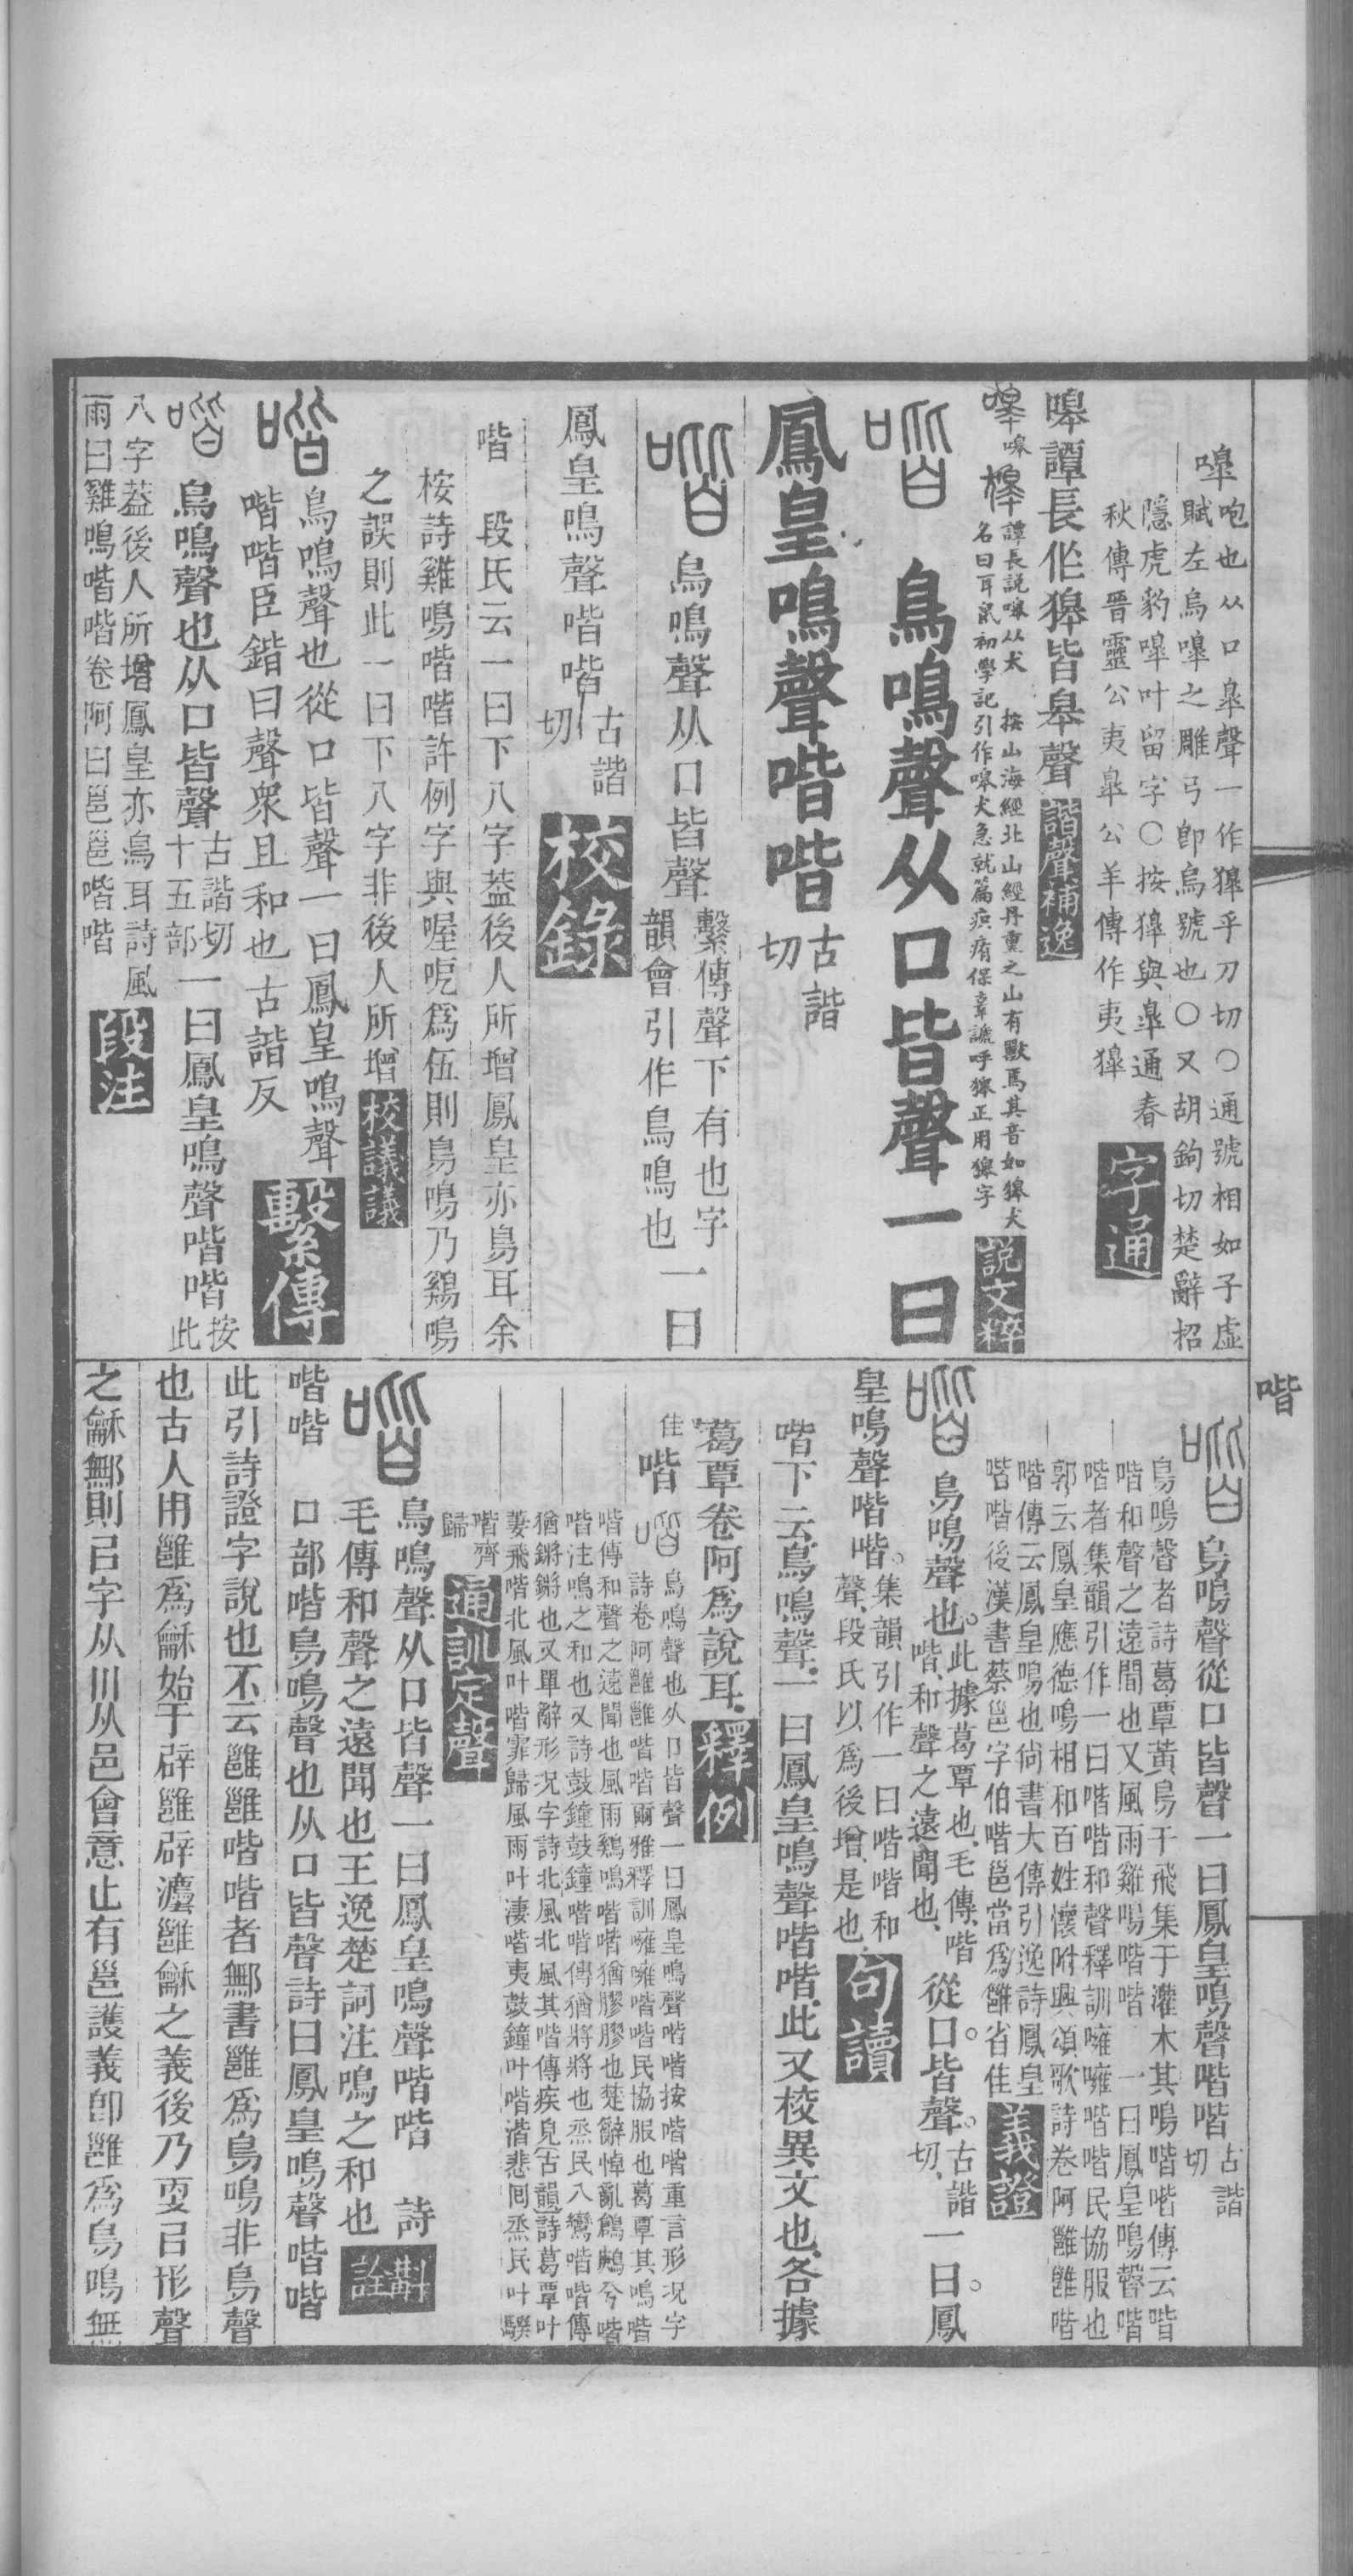 嘷咆也从口臯聲一作獋乎刀切○通號相如子虛
賦左烏嘷之雕弓卽烏號也○又胡鉤切楚辭招
隱虎豹嘷叶留字○按獋與臯通春
秋傳晉靈公夷臯公羊傳作夷獋
字通
嘷譚長作獋皆皋聲
諧聲補逸
嘷 獋
譚長說嘷从犬 按山海經北山經丹熏之山有獸焉其音如獋犬
名曰耳鼠初學記引作嗥犬急就篇疻痏保辜謕呼獋正用獋字
說文粹
鳥鳴聲从口皆聲一曰
鳳皇鳴聲喈喈古諧切
鳥鳴聲从口皆聲繫傳聲下有也字
韻會引作鳥鳴也
一曰
鳳皇鳴聲喈喈古諧切
校錄
喈 段氏云一曰下八字葢後人所增鳳皇亦鳥耳余
桉詩雞鳴喈喈許例字與喔呝爲伍則鳥鳴乃鷄鳴
之誤則此一曰下八字非後人所增
校議議
鳥鳴聲也從口皆聲一曰鳳皇鳴聲
喈喈臣鍇曰聲衆且和也古諧反
繫傳
鳥鳴聲也从口皆聲古諧切十五部一曰鳳皇鳴聲喈喈按此
八字葢後人所增鳳皇亦鳥耳詩風
雨曰雞鳴喈喈卷阿曰邕邕喈喈
段注
喈
鳥鳴聲從口皆聲一曰鳳皇鳴聲喈喈古諧切
鳥鳴聲者詩葛覃黃鳥于飛集于灌木其鳴喈喈傳云喈
喈和聲之遠聞也又風雨雞鳴喈喈 一曰鳳皇鳴聲喈
喈者集韻引作一曰喈喈和聲釋訓噰噰喈喈民協服也
郭云鳳皇應德鳴相和百姓懷附興頌歌詩卷阿雝雝喈
喈傳云鳳皇鳴也尚書大傳引逸詩鳳皇
喈喈後漢書蔡邕字伯喈邕當爲雝省佳
義證
鳥鳴聲也。此據葛覃也、毛傳、喈
喈、和聲之遠聞也、
從口。皆聲。古諧切、一曰。鳳
皇鳴聲喈喈。集韻引作一曰喈喈和
聲、段氏以爲後增、是也、
句讀
喈下云、鳥鳴聲、一曰鳳皇鳴聲喈喈、此又校異文也、各據
葛覃卷阿爲說耳、
釋例
佳喈
鳥鳴聲也从口皆聲一曰鳳皇鳴聲喈喈按喈喈重言形況字
詩卷阿雝雝喈喈爾雅釋訓噰噰喈喈民協服也葛覃其鳴喈
喈傳和聲之遠聞也風雨鷄鳴喈喈猶膠膠也楚辭悼亂鶬鶊兮喈
喈注鳴之和也又詩鼓鐘鼓鐘喈喈傳猶將將也烝民八鸞喈喈傳
猶鏘鏘也又單辭形況字詩北風北風其喈傳疾皃〔古韻〕詩葛覃叶
萋飛喈北風叶喈霏歸風雨叶凄喈夷鼓鐘叶喈湝悲囘烝民叶騤
喈齊
歸
通訓定聲
鳥鳴聲从口皆聲一曰鳳皇鳴聲喈喈 詩
毛傳和聲之遠聞也王逸楚詞注鳴之和也
斠詮
喈喈 口部喈鳥鳴聲也从口皆聲詩曰鳳皇鳴聲喈喈
此引詩證字說也不云雝雝喈喈者鄦書雝爲鳥鳴非鳥聲
也古人用雝爲龢始于辟雝辟廱雝龢之義後乃耎㠯形聲
之龢鄦則㠯字从川从邑會意止有邕護義卽雝爲鳥鳴無